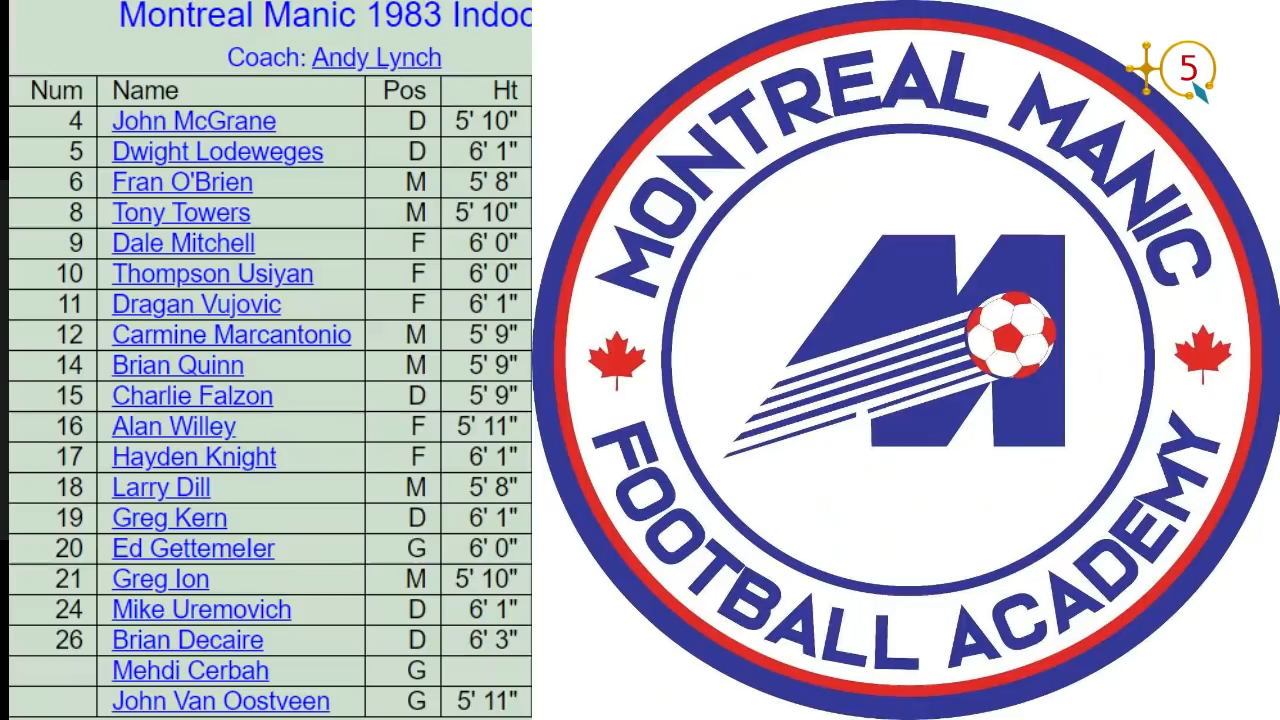 Montreal Manic 1983 Indoo
Coach: Andy Lynch
Num Name Pos Ht
4 John McGrane D 5' 10"
5 Dwight Lodeweges D 6' 1"
6 Fran O'Brien M 5' 8"
8 Tony Towers M 5' 10"
9 Dale Mitchell F 6' 0"
10 Thompson Usiyan F 6' 0"
11 Dragan Vujovic F 6' 1"
12 Carmine Marcantonio M 5' 9"
14 Brian Quinn M 5' 9"
15 Charlie Falzon D 5' 9"
16 Alan Willey F 5' 11"
17 Hayden Knight F 6' 1"
18 Larry Dill M 5' 8"
19 Greg Kern D 6' 1"
20 Ed Gettemeler G 6' 0"
21 Greg Ion M 5' 10"
24 Mike Uremovich D 6' 1"
26 Brian Decaire D 6' 3"
Mehdi Cerbah G
John Van Oostveen G 5' 11"
MONTREAL MANIC
FOOTBALL ACADEMY
5